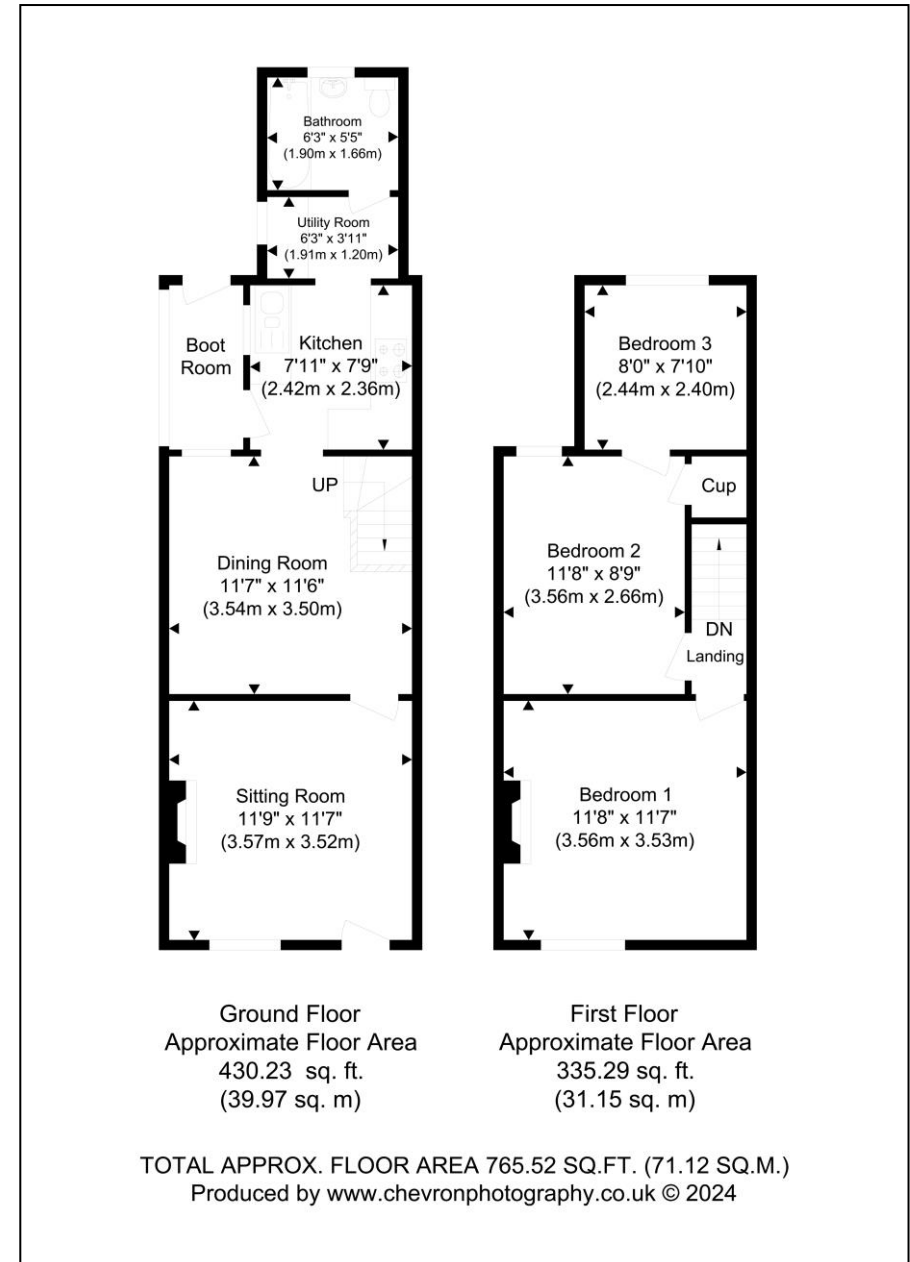 Bathroom
6'3" x 5'5"
(1.90m x 1.66m)
Utility Room
6'3" x 3'11"
(1.91m x 1.20m)
Boot
Room
Kitchen
7'11" x 7'9"
(2.42m x 2.36m)
UP
Dining Room
11'7" x 11'6"
(3.54m x 3.50m)
Sitting Room
11'9" x 11'7"
(3.57m x 3.52m)
Ground Floor
Approximate Floor Area
430.23 sq. ft.
(39.97 sq. m)
Bedroom 3
8'0" x 7'10"
(2.44m x 2.40m)
Cup
Bedroom 2
11'8" x 8'9"
(3.56m x 2.66m)
DN
Landing
Bedroom 1
11'8" x 11'7"
(3.56m x 3.53m)
First Floor
Approximate Floor Area
335.29 sq. ft.
(31.15 sq. m)
TOTAL APPROX. FLOOR AREA 765.52 SQ.FT. (71.12 SQ.M.)
Produced by www.chevronphotography.co.uk © 2024